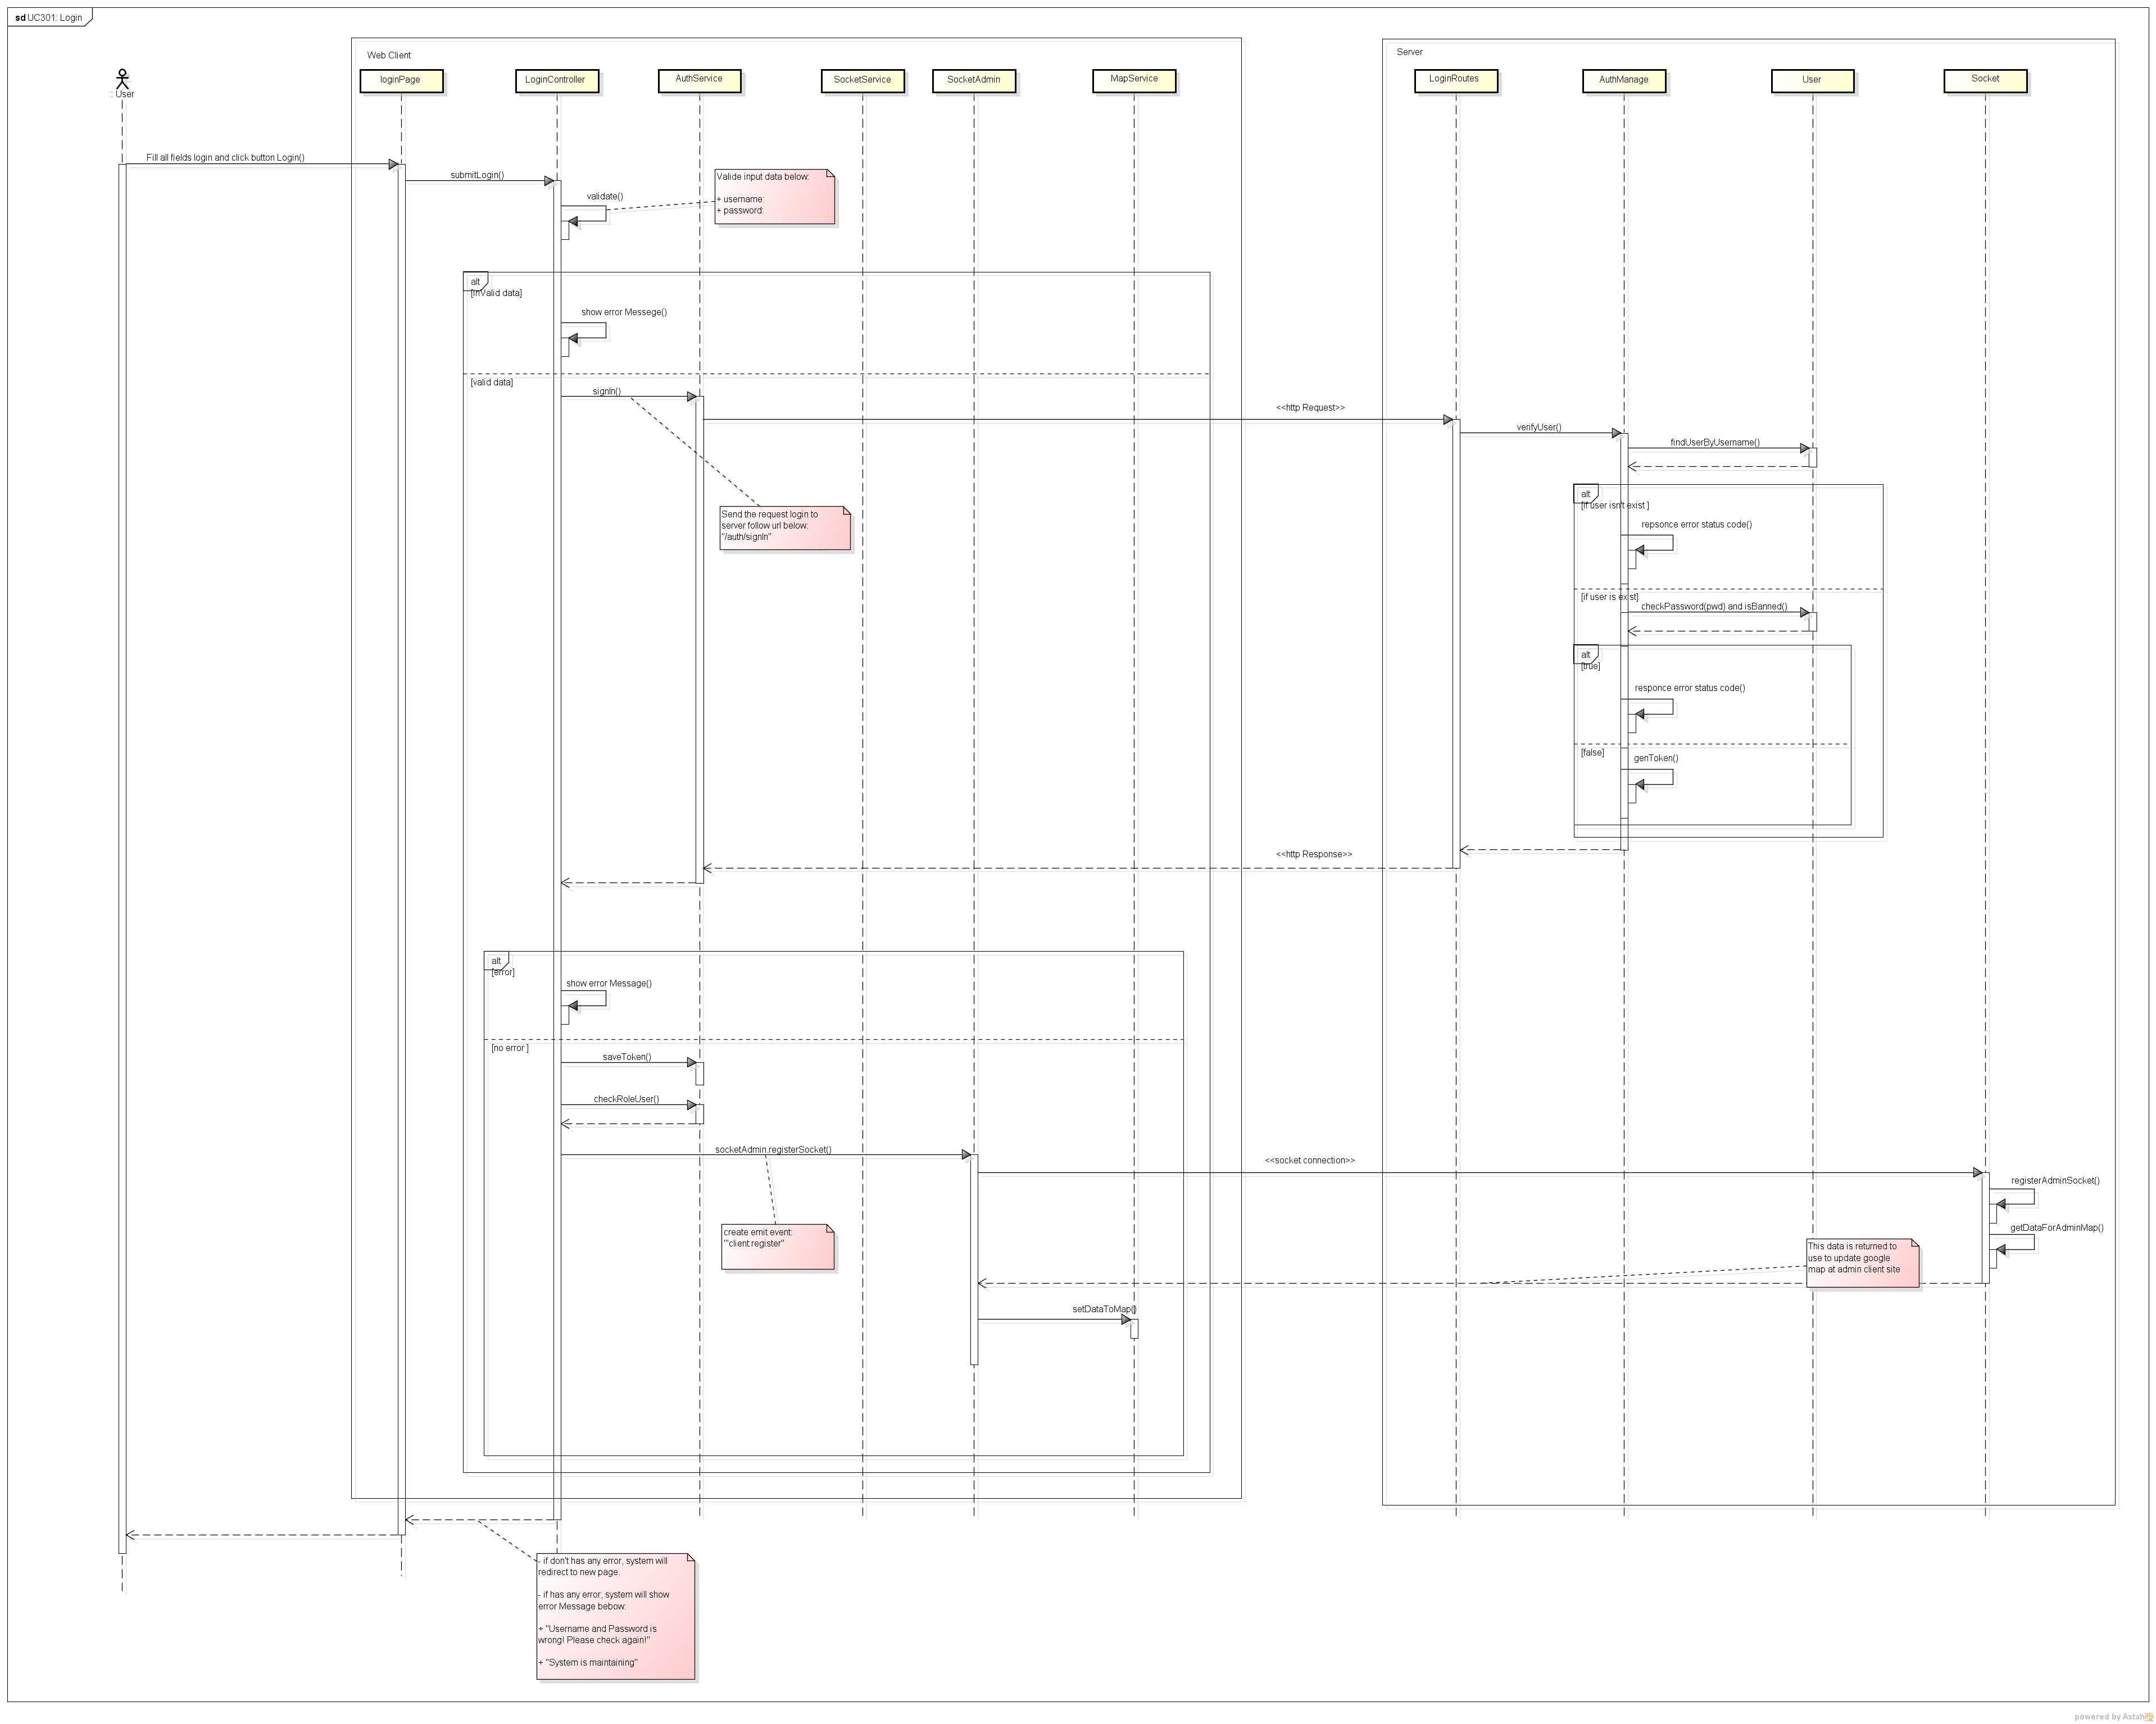 sd UC301: Login
Web Client
Server
: User
loginPage
LoginController
AuthService
SocketService
SocketAdmin
MapService
LoginRoutes
AuthManage
User
Socket
Fill all fields login and click button Login()
submitLogin()
validate()
Valide input data below:
+ username:
+ password:
alt
[inValid data]
show error Messege()
[valid data]
signIn()
<<http Request>>
verifyUser()
findUserByUsername()
alt
[if user isn't exist ]
Send the request login to
server follow url below:
"/auth/signIn"
repsonce error status code()
[if user is exist]
checkPassword(pwd) and isBanned()
alt
[true]
responce error status code()
[false]
genToken()
<<http Response>>
alt
[error]
show error Message()
[no error ]
saveToken()
checkRoleUser()
socketAdmin.registerSocket()
<<socket connection>>
registerAdminSocket()
getDataForAdminMap()
create emit event:
"'client:register"
This data is returned to
use to update google
map at admin client site
setDataToMap()
- if don't has any error, system will
redirect to new page.
- if has any error, system will show
error Message bebow:
+ "Username and Password is
wrong! Please check again!"
+ "System is maintaining"
powered by Astah